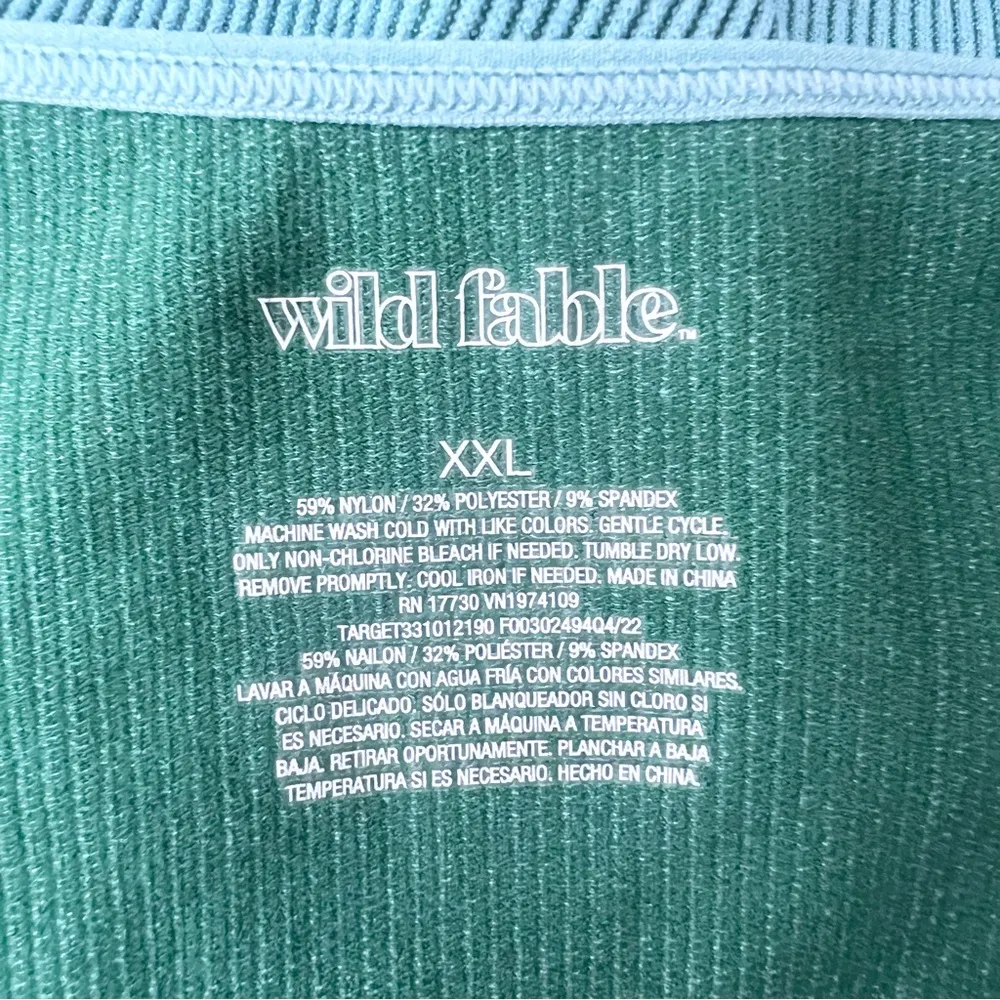 wild fable™
XXL
59% NYLON / 32% POLYESTER / 9% SPANDEX
MACHINE WASH COLD WITH LIKE COLORS. GENTLE CYCLE.
ONLY NON-CHLORINE BLEACH IF NEEDED. TUMBLE DRY LOW.
REMOVE PROMPTLY. COOL IRON IF NEEDED. MADE IN CHINA
RN 17730 VN1974109
TARGET331012190 F0030249404/22
59% NAILON / 32% POLIÉSTER / 9% SPANDEX
LAVAR A MÁQUINA CON AGUA FRÍA CON COLORES SIMILARES.
CICLO DELICADO. SÓLO BLANQUEADOR SIN CLORO SI
ES NECESARIO. SECAR A MÁQUINA A TEMPERATURA
BAJA. RETIRAR OPORTUNAMENTE. PLANCHAR A BAJA
TEMPERATURA SI ES NECESARIO. HECHO EN CHINA.